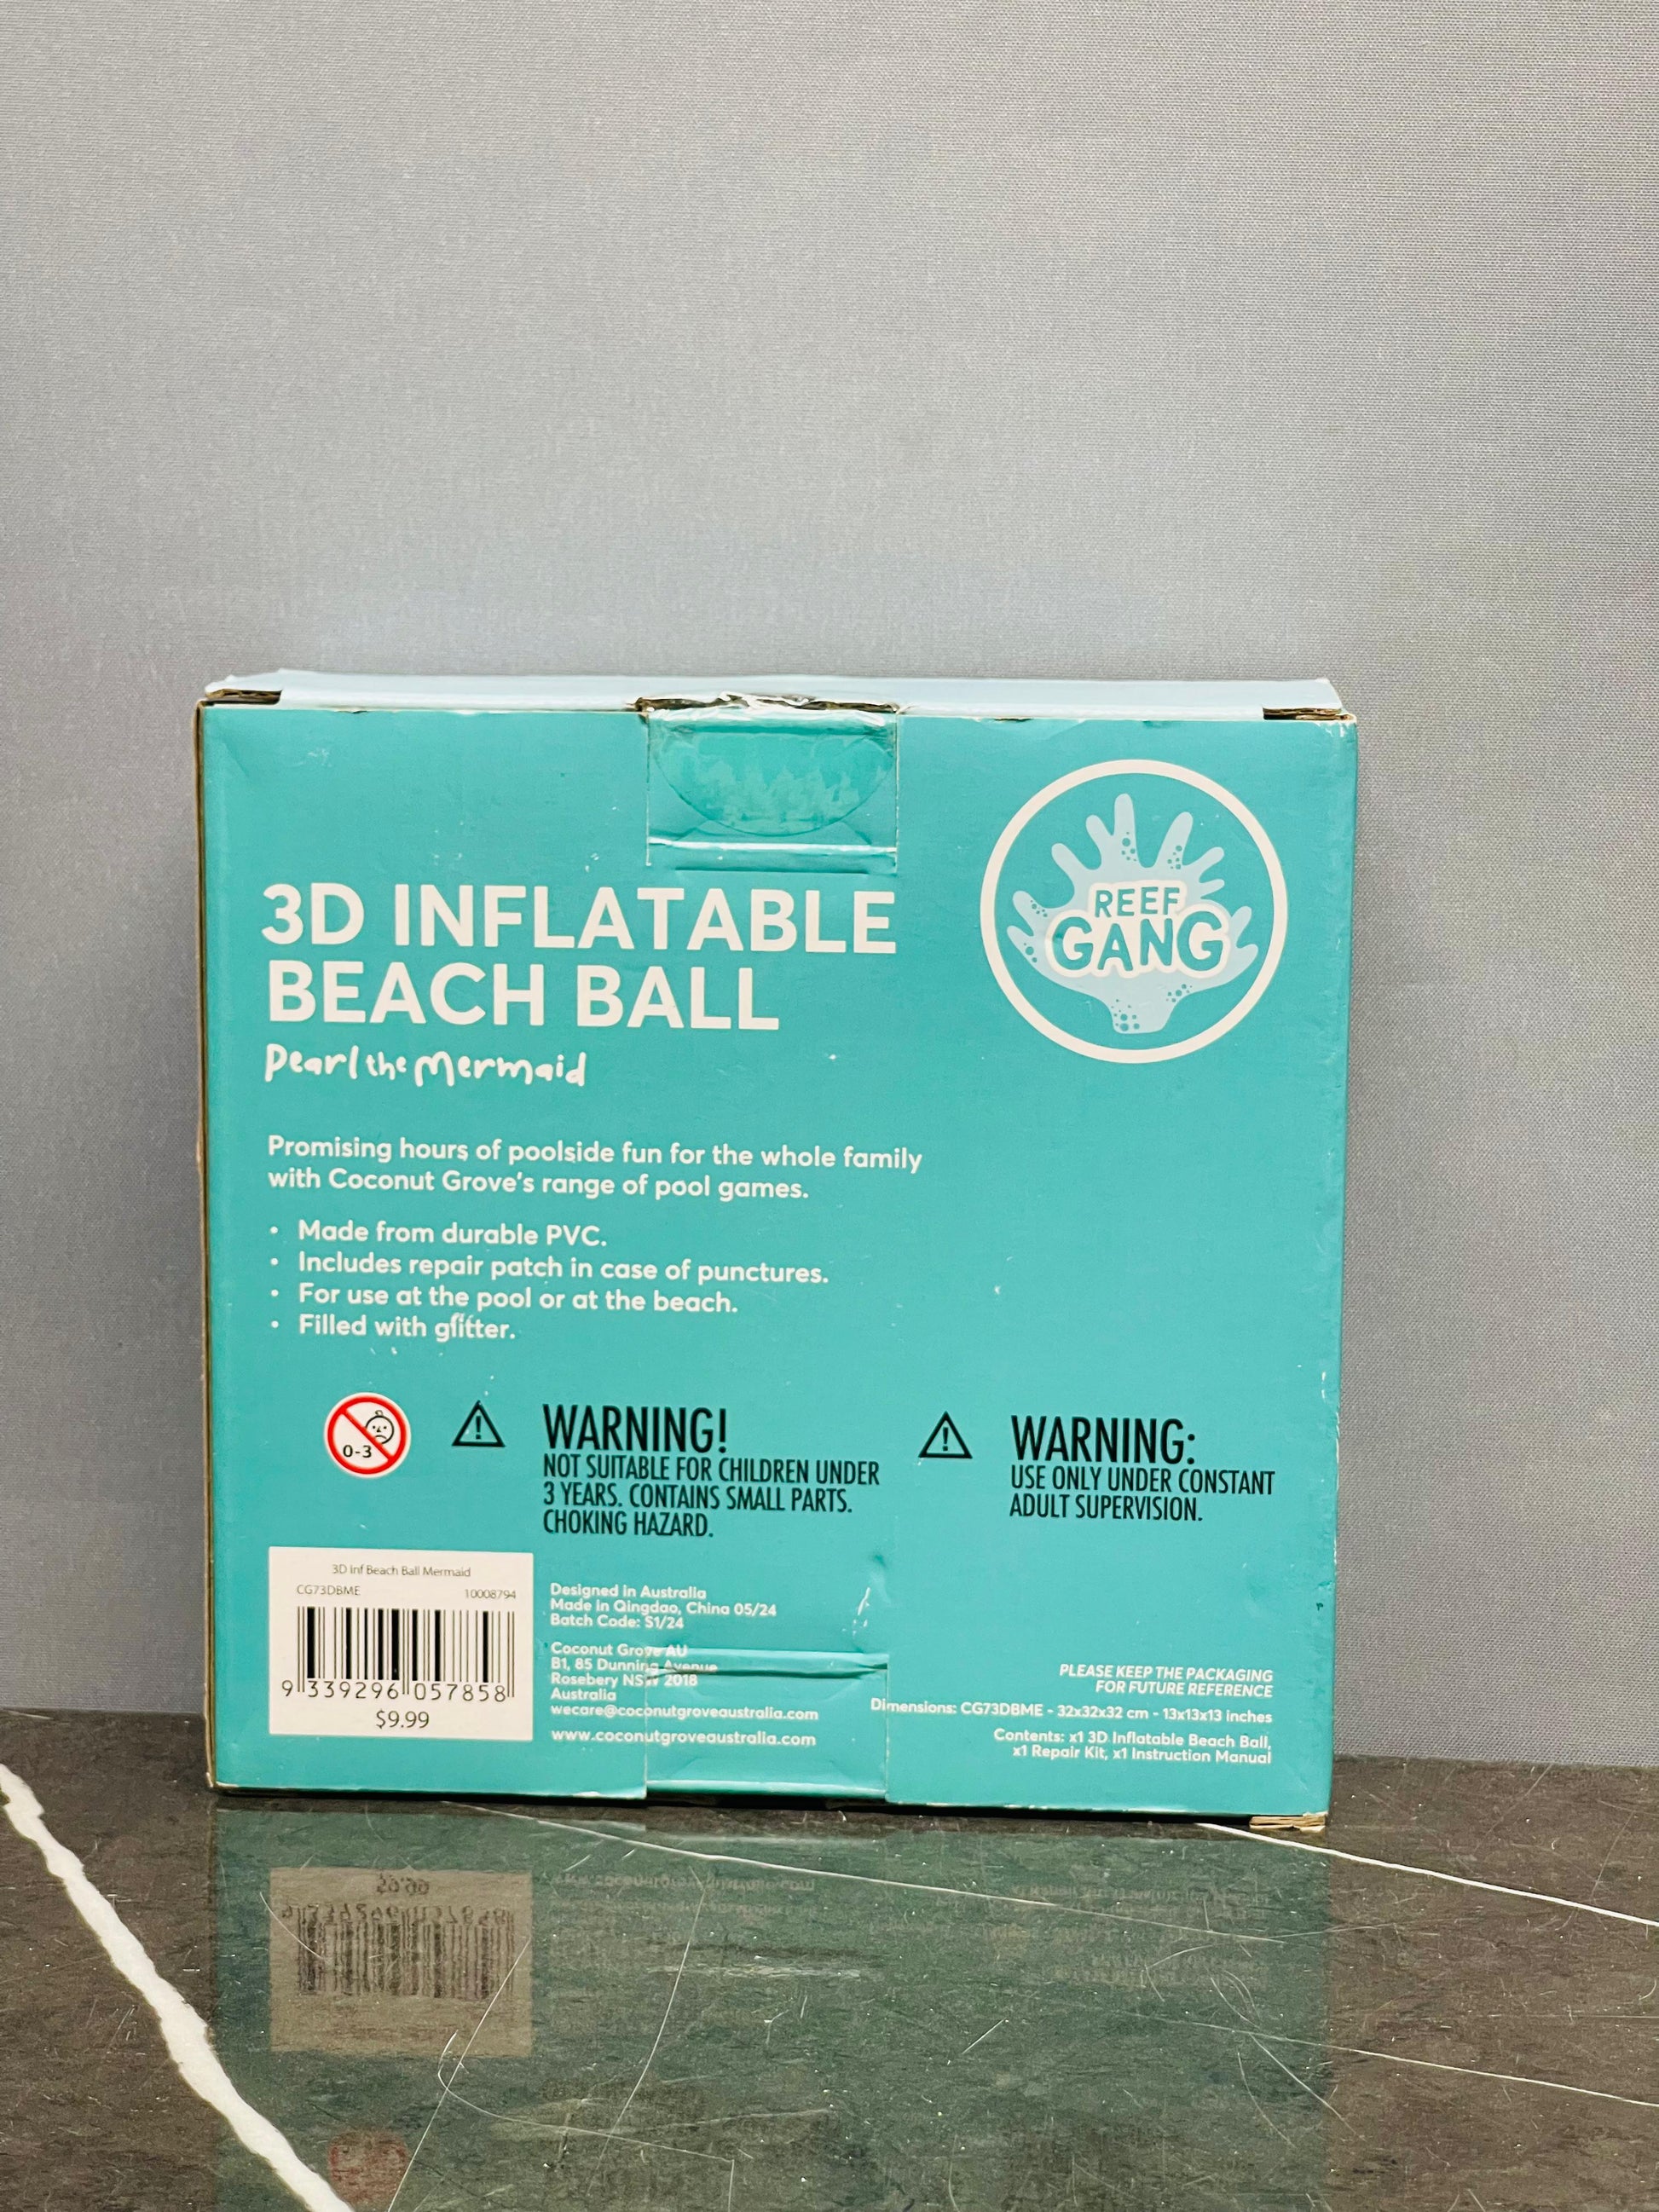 REEF
GANG
3D INFLATABLE
BEACH BALL
Pearl the Mermaid
Promising hours of poolside fun for the whole family
with Coconut Grove's range of pool games.
• Made from durable PVC.
• Includes repair patch in case of punctures.
• For use at the pool or at the beach.
• Filled with glitter.
0-3
WARNING!
NOT SUITABLE FOR CHILDREN UNDER
3 YEARS. CONTAINS SMALL PARTS.
CHOKING HAZARD.
WARNING:
USE ONLY UNDER CONSTANT
ADULT SUPERVISION.
3D Inf Beach Ball Mermaid
CG73DBME 10008794
9 339296 057858
$9.99
Designed in Australia
Made in Qingdao, China 05/24
Batch Code: S1/24
Coconut Grove AU
B1, 85 Dunning Avenue
Rosebery NSW 2018
Australia
wecare@coconutgroveaustralia.com
www.coconutgroveaustralia.com
PLEASE KEEP THE PACKAGING
FOR FUTURE REFERENCE
Dimensions: CG73DBME - 32x32x32 cm - 13x13x13 inches
Contents: x1 3D Inflatable Beach Ball,
x1 Repair Kit, x1 Instruction Manual